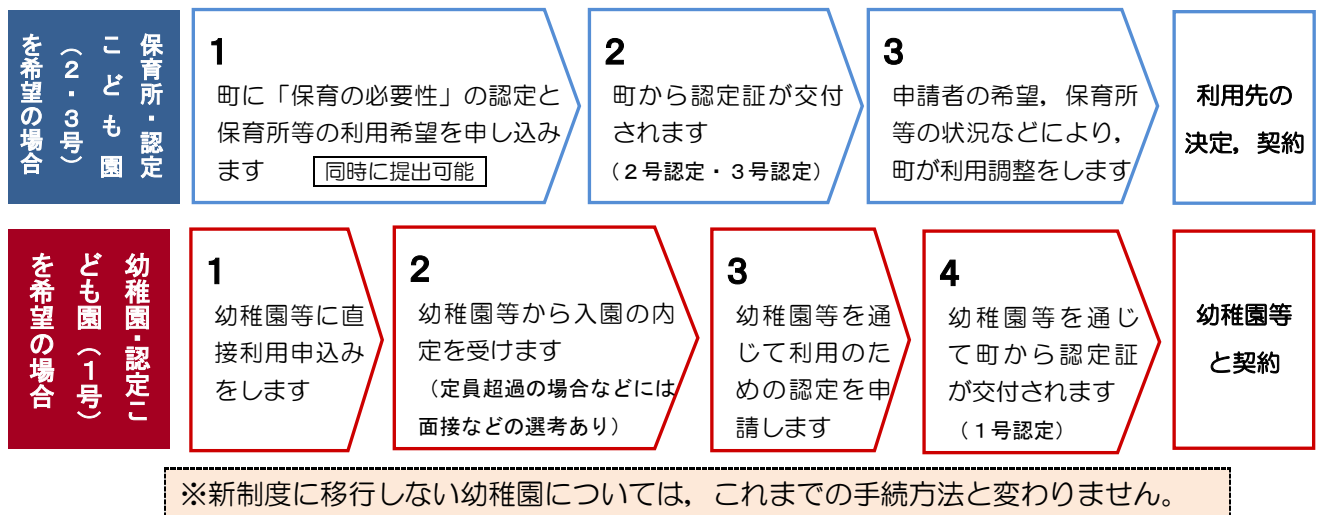 保育所・認定
こども園
（２・３号）
を希望の場合
1
町に「保育の必要性」の認定と
保育所等の利用希望を申し込み
ます　同時に提出可能
2
町から認定証が交付
されます
（２号認定・３号認定）
3
申請者の希望，保育所
等の状況などにより，
町が利用調整をします
利用先の
決定，契約
幼稚園・認定こ
ども園（１号）
を希望の場合
1
幼稚園等に直
接利用申込み
をします
2
幼稚園等から入園の内
定を受けます
（定員超過の場合などには
面接などの選考あり）
3
幼稚園等を通
じて利用のた
めの認定を申
請します
4
幼稚園等を通じ
て町から認定証
が交付されます
（１号認定）
幼稚園等
と契約
※新制度に移行しない幼稚園については，これまでの手続方法と変わりません。